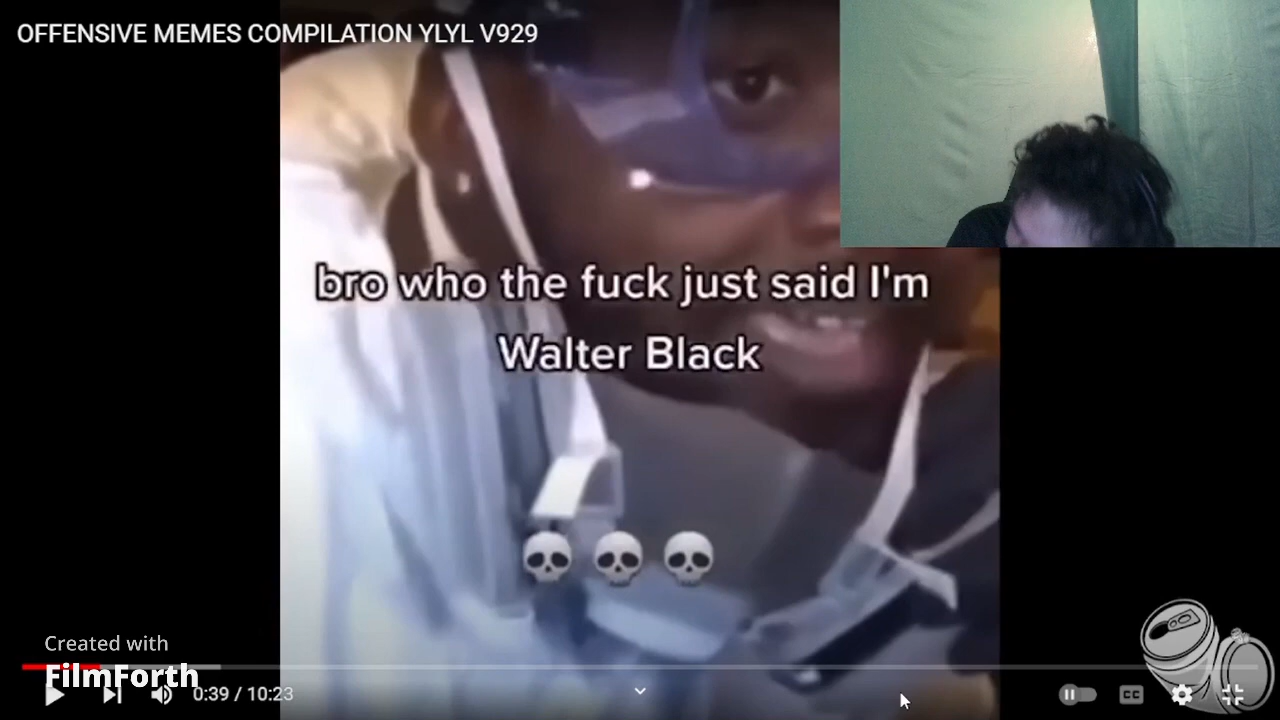 OFFENSIVE MEMES COMPILATION YLYL V929
bro who the fuck just said I'm
Walter Black
💀 💀 💀
Created with
FilmForth
0:39 / 10:23
CC